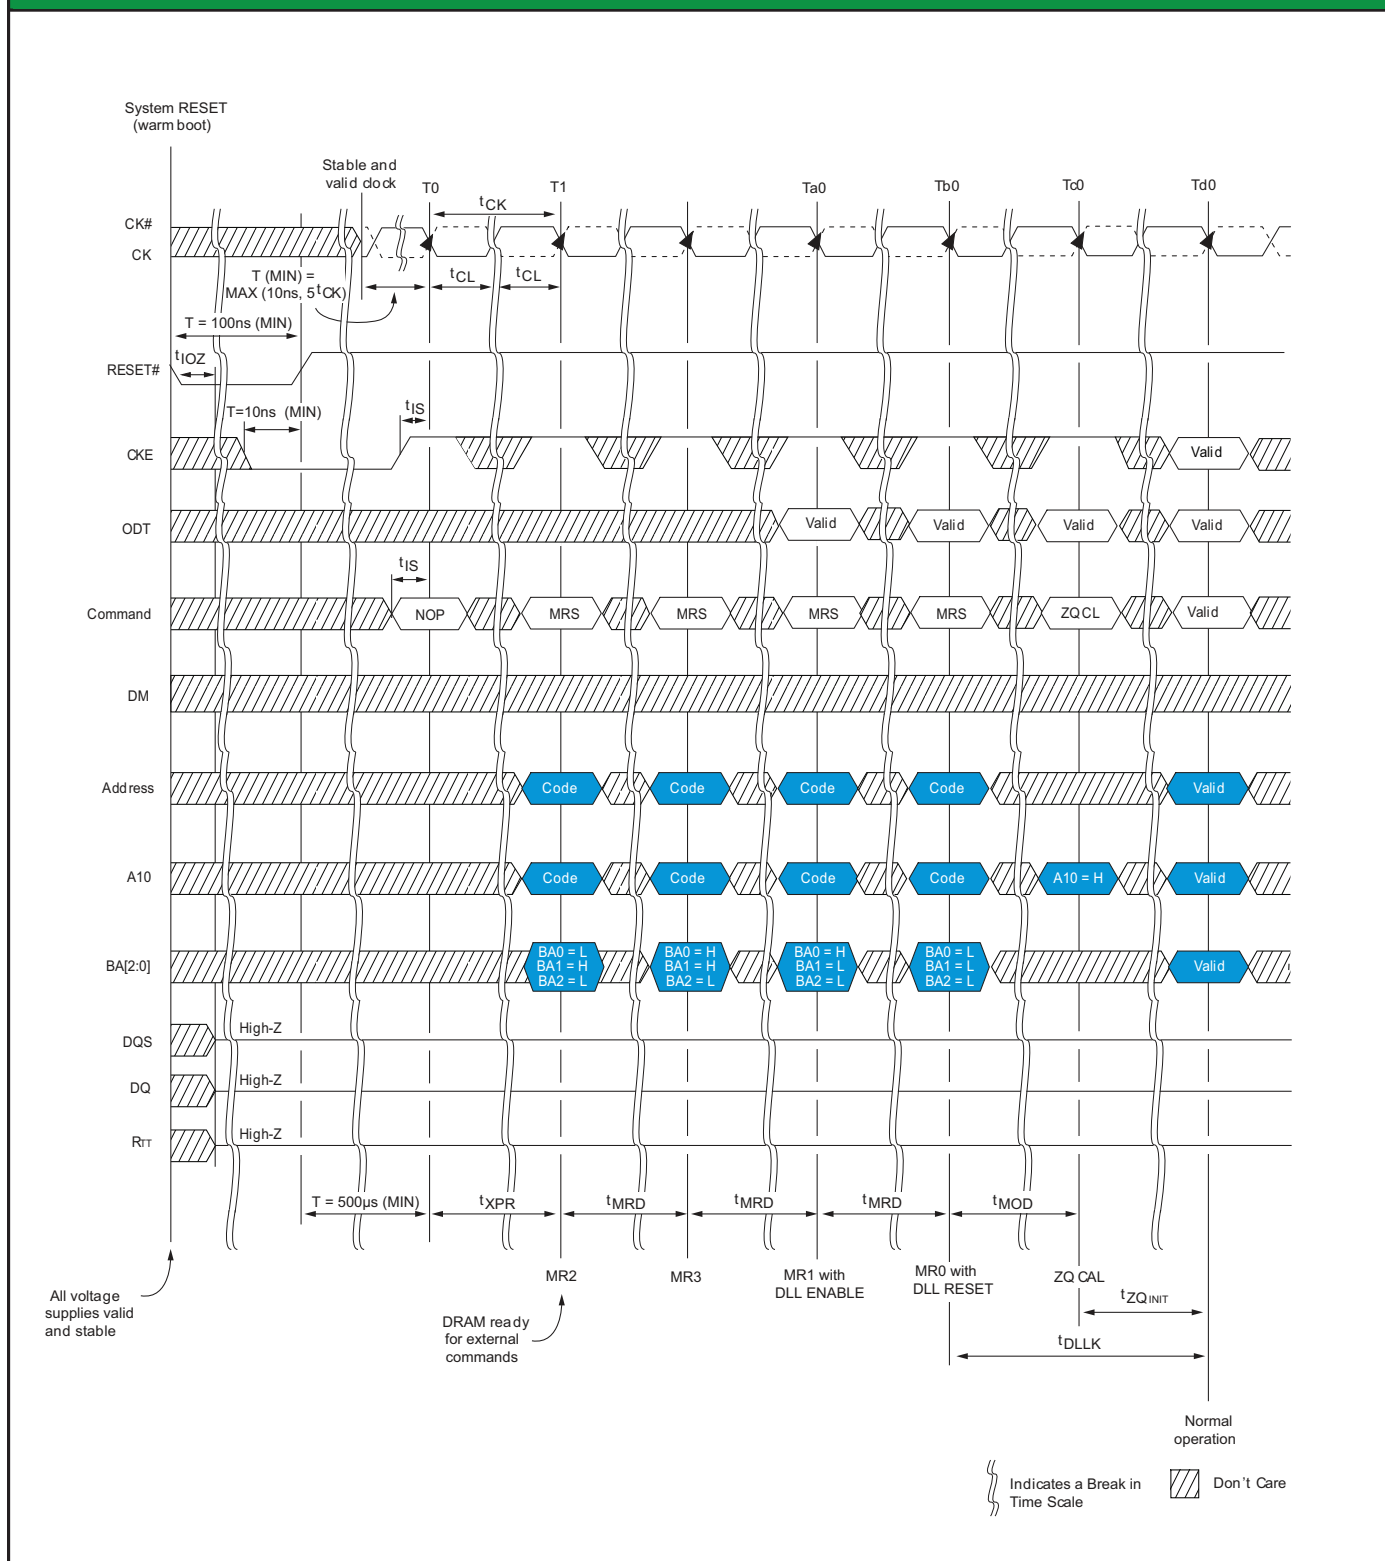 System RESET
(warm boot)
Stable and
valid clock
T0
T1
Ta0
Tb0
Tc0
Td0
tCK
CK#
CK
tCL
tCL
T (MIN) =
MAX (10ns, 5tCK)
T = 100ns (MIN)
tIOZ
RESET#
T=10ns (MIN)
tIS
CKE
Valid
ODT
Valid
Valid
Valid
Valid
tIS
Command
NOP
MRS
MRS
MRS
MRS
ZQCL
Valid
DM
Address
Code
Code
Code
Code
Valid
A10
Code
Code
Code
Code
A10 = H
Valid
BA[2:0]
BA0 = L
BA1 = H
BA2 = L
BA0 = H
BA1 = H
BA2 = L
BA0 = H
BA1 = L
BA2 = L
BA0 = L
BA1 = L
BA2 = L
Valid
DQS
High-Z
DQ
High-Z
RTT
High-Z
T = 500µs (MIN)
tXPR
tMRD
tMRD
tMRD
tMOD
MR2
MR3
MR1 with
DLL ENABLE
MR0 with
DLL RESET
ZQ CAL
tZQINIT
tDLLK
All voltage
supplies valid
and stable
DRAM ready
for external
commands
Normal
operation
Indicates a Break in
Time Scale
Don't Care